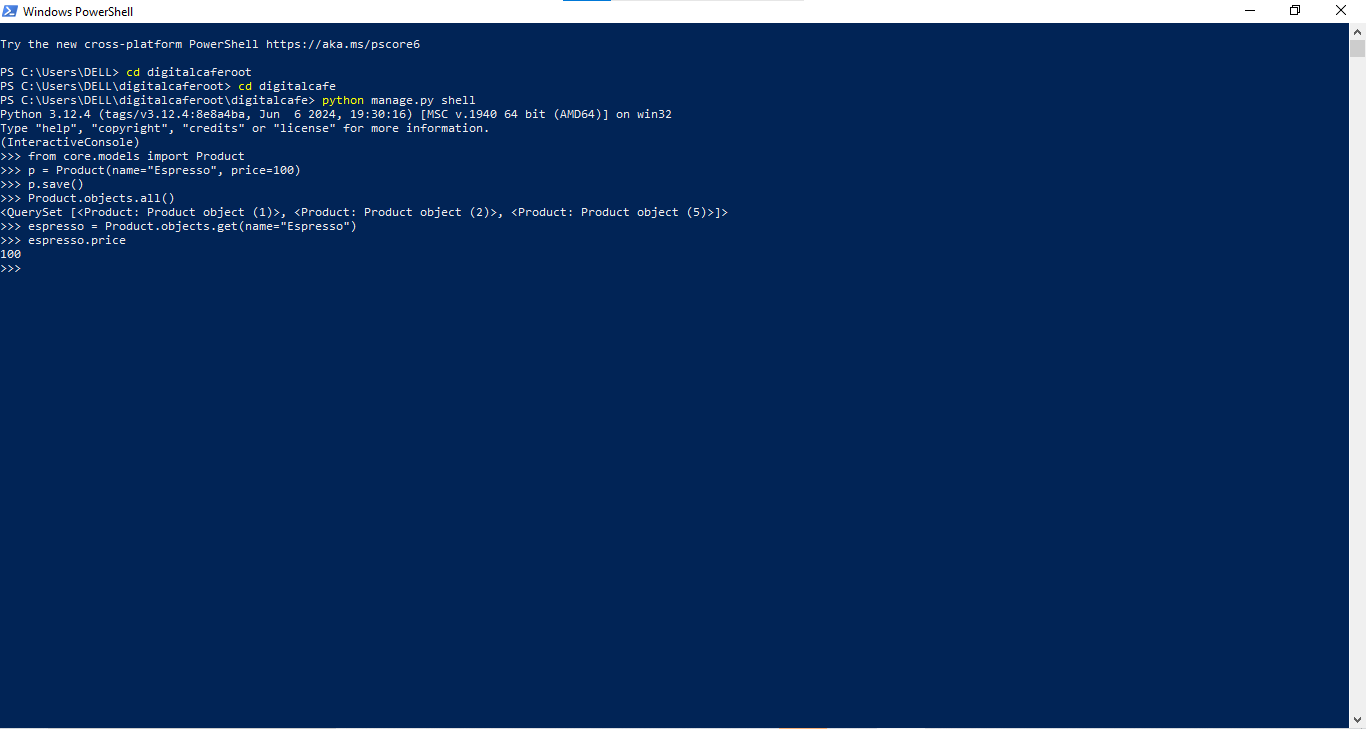 Windows PowerShell
Try the new cross-platform PowerShell https://aka.ms/pscore6
PS C:\Users\DELL> cd digitalcaferoot
PS C:\Users\DELL\digitalcaferoot> cd digitalcafe
PS C:\Users\DELL\digitalcaferoot\digitalcafe> python manage.py shell
Python 3.12.4 (tags/v3.12.4:8e8a4ba, Jun  6 2024, 19:30:16) [MSC v.1940 64 bit (AMD64)] on win32
Type "help", "copyright", "credits" or "license" for more information.
(InteractiveConsole)
>>> from core.models import Product
>>> p = Product(name="Espresso", price=100)
>>> p.save()
>>> Product.objects.all()
<QuerySet [<Product: Product object (1)>, <Product: Product object (2)>, <Product: Product object (5)>]>
>>> espresso = Product.objects.get(name="Espresso")
>>> espresso.price
100
>>>